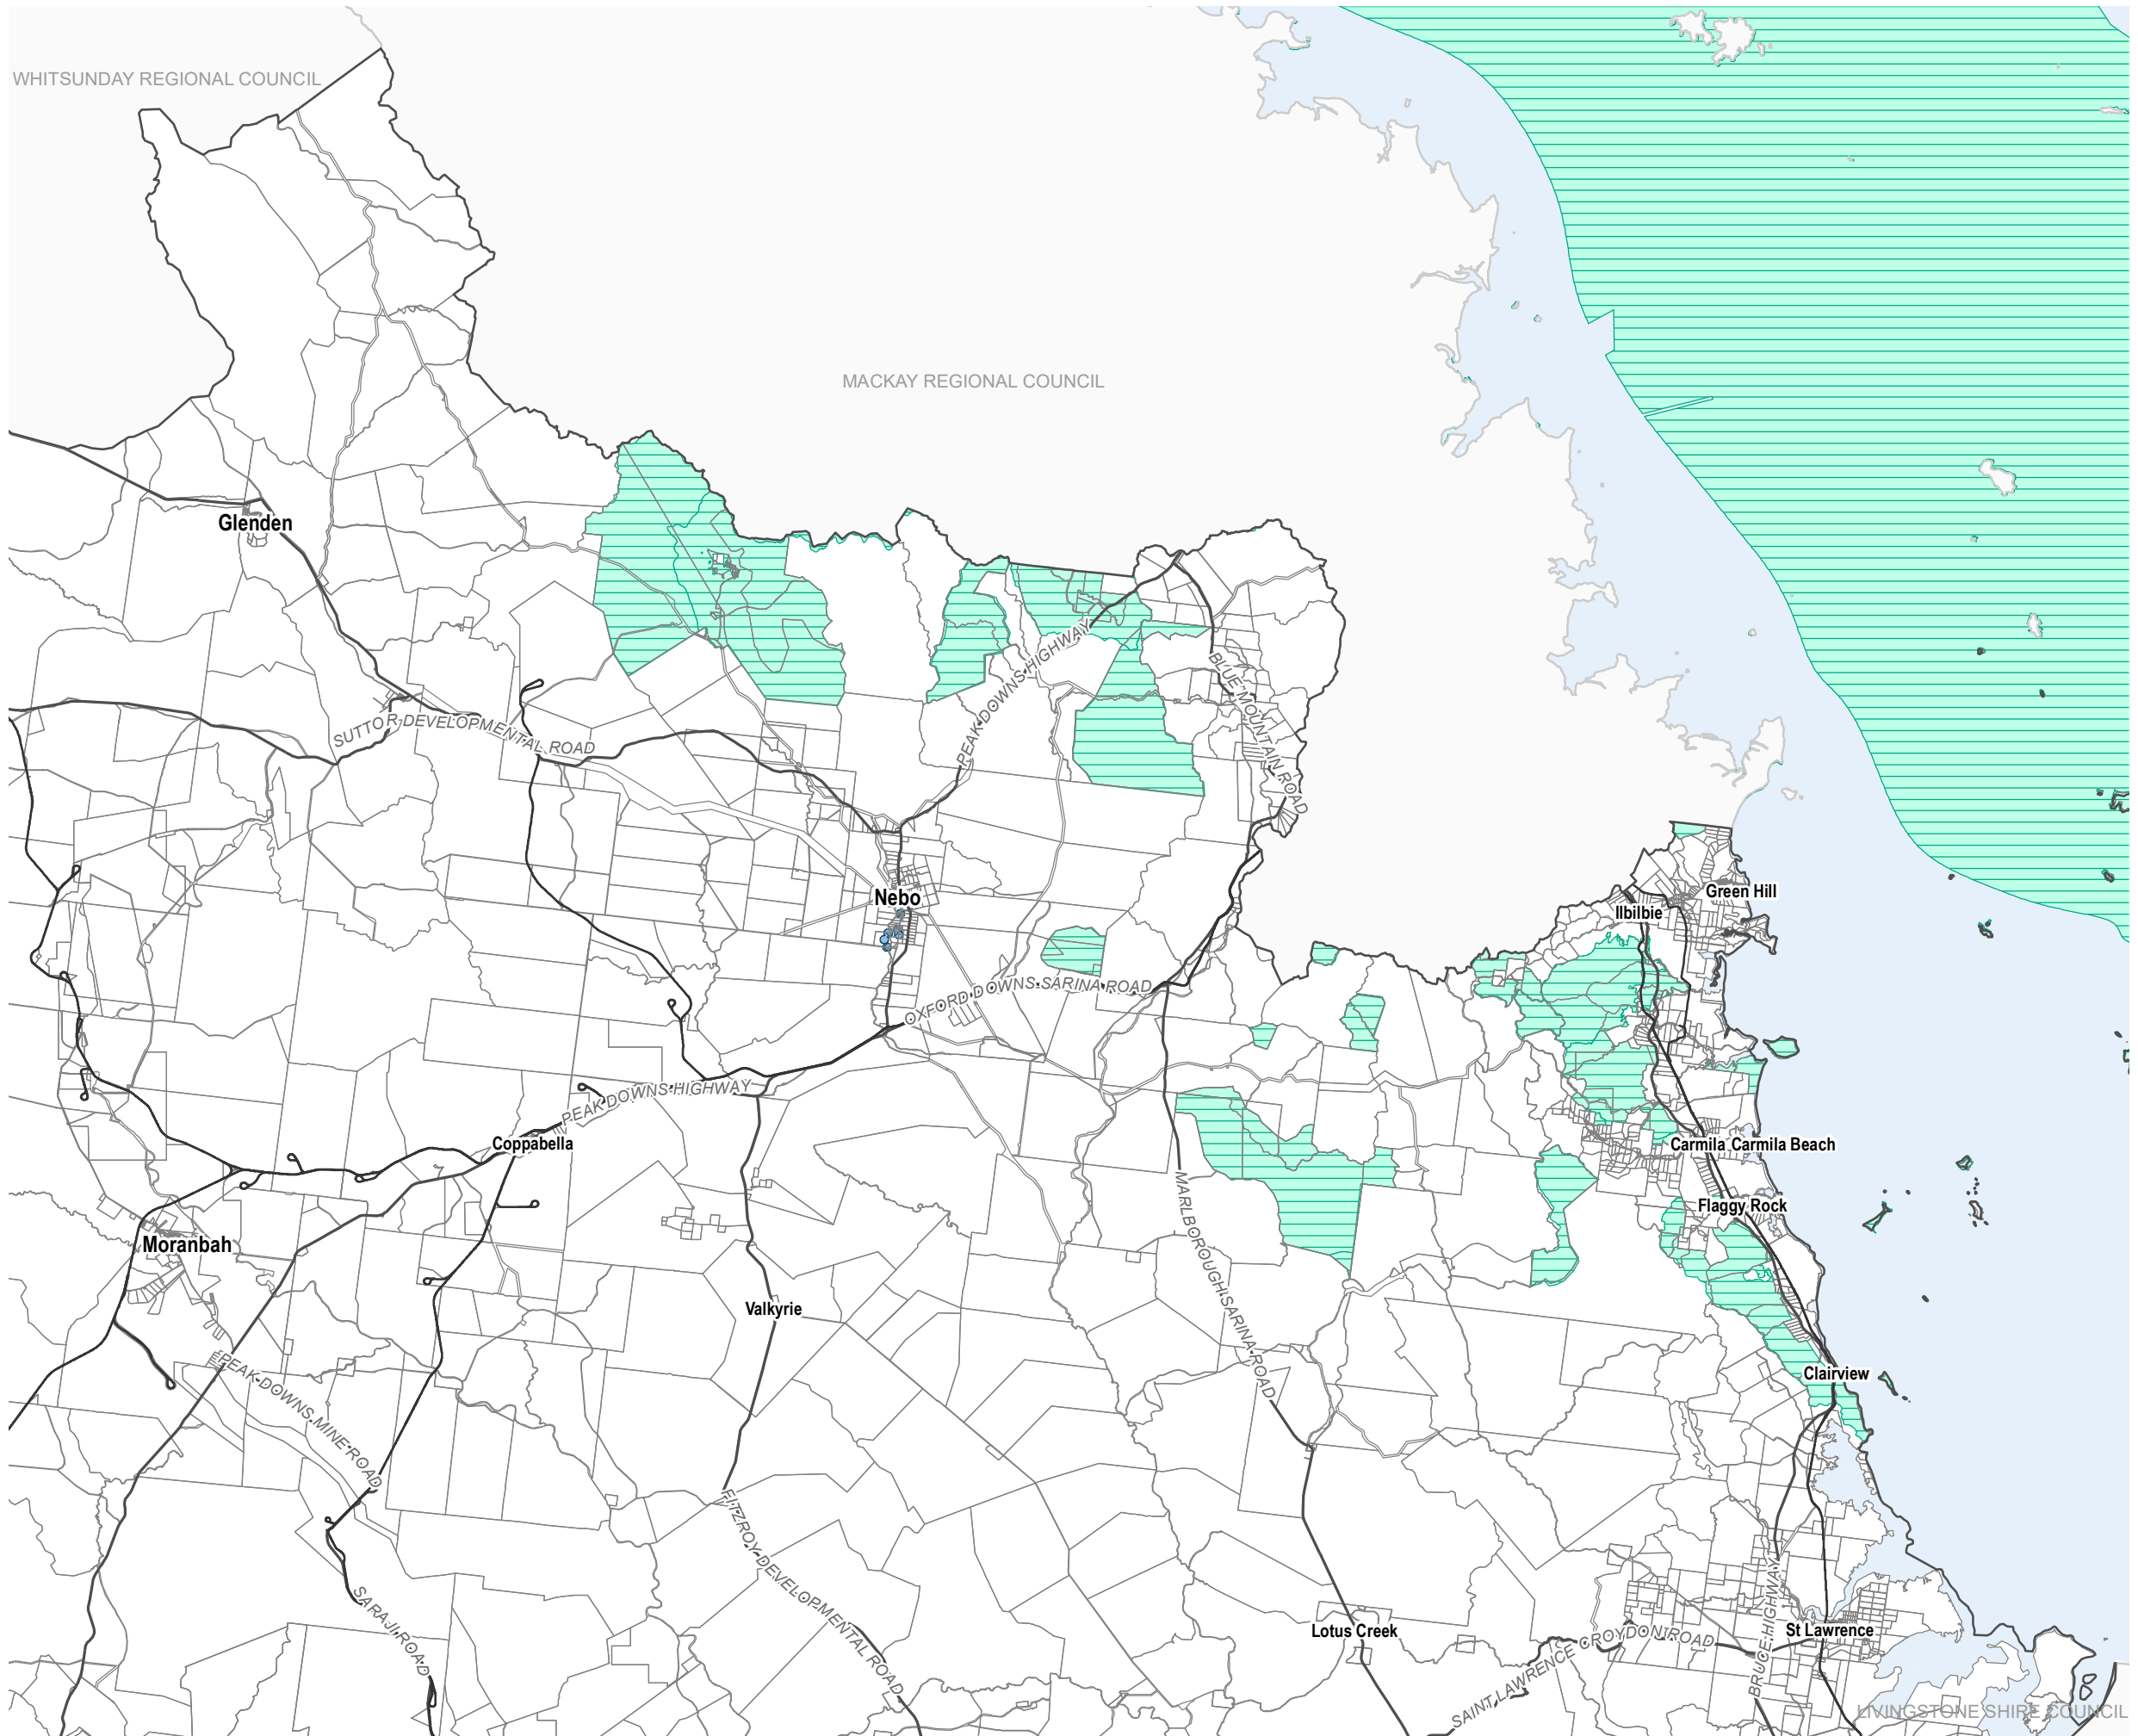 WHITSUNDAY REGIONAL COUNCIL
MACKAY REGIONAL COUNCIL
Glenden
PEAK DOWNS HIGHWAY
BLUE MOUNTAIN ROAD
SUTTOR DEVELOPMENTAL ROAD
Nebo
Green Hill
Ilbilbie
OXFORD DOWNS SARINA ROAD
PEAK DOWNS HIGHWAY
Coppabella
Carmila
Carmila Beach
MARLBOROUGH SARINA ROAD
Flaggy Rock
Moranbah
Valkyrie
Clairview
PEAK DOWNS MINE ROAD
FITZROY DEVELOPMENTAL ROAD
SARAJI ROAD
Lotus Creek
BRUCE HIGHWAY
St Lawrence
SAINT LAWRENCE CROYDON ROAD
LIVINGSTONE SHIRE COUNCIL